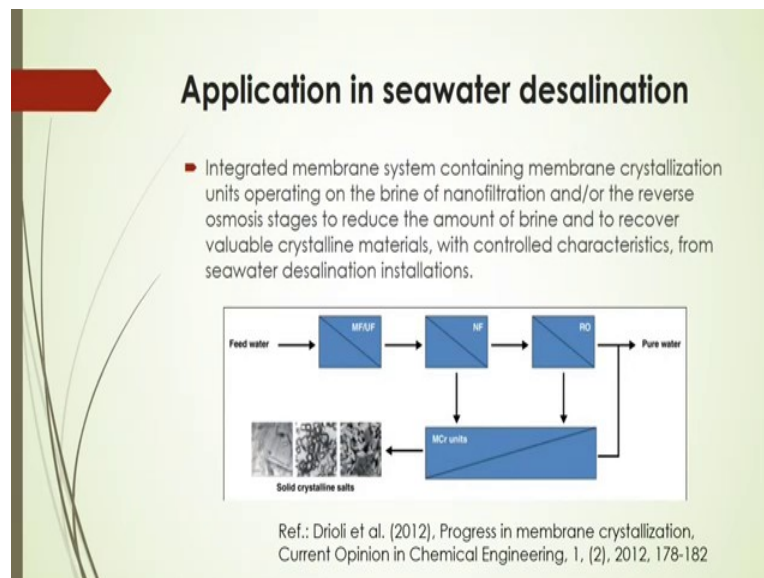 Application in seawater desalination
Integrated membrane system containing membrane crystallization
units operating on the brine of nanofiltration and/or the reverse
osmosis stages to reduce the amount of brine and to recover
valuable crystalline materials, with controlled characteristics, from
seawater desalination installations.
MF/UF
NF
RO
Feed water
Pure water
MCr units
Solid crystalline salts
Ref.: Drioli et al. (2012), Progress in membrane crystallization,
Current Opinion in Chemical Engineering, 1, (2), 2012, 178-182